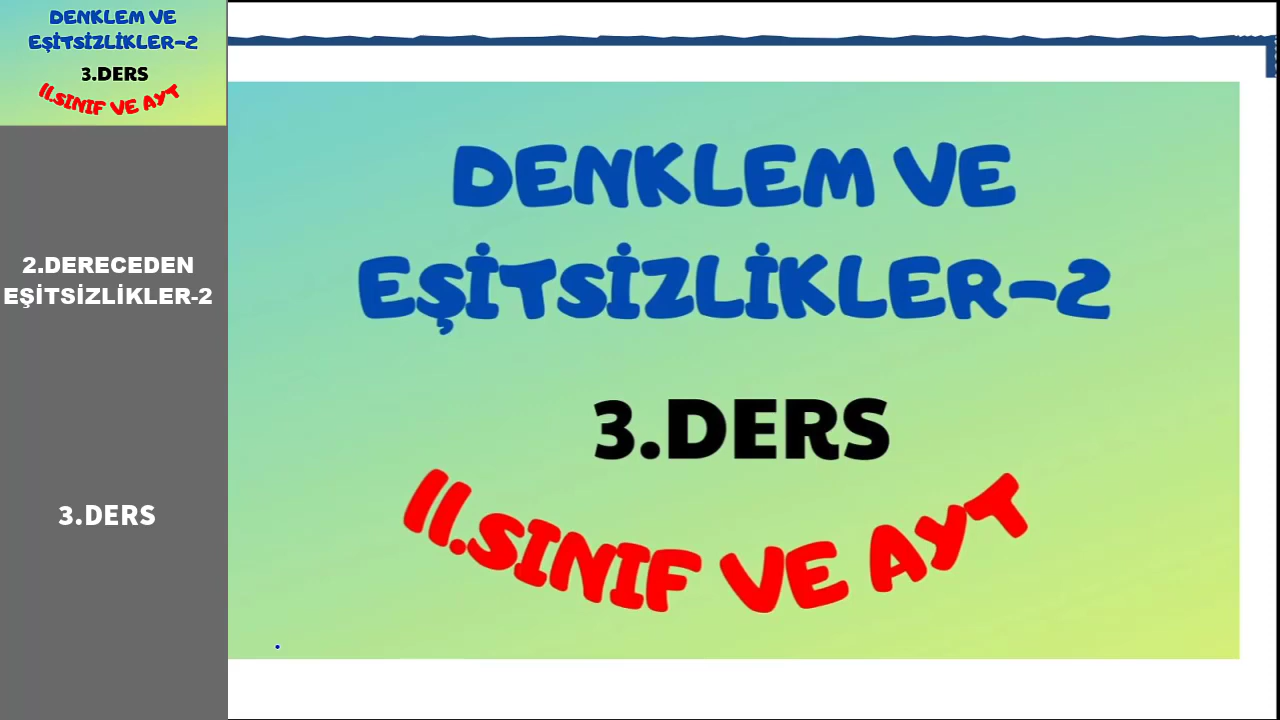 DENKLEM VE
EŞİTSİZLİKLER-2
3.DERS
11.SINIF VE AYT
2.DERECEDEN
EŞİTSİZLİKLER-2
3.DERS
DENKLEM VE
EŞİTSİZLİKLER-2
3.DERS
11.SINIF VE AYT